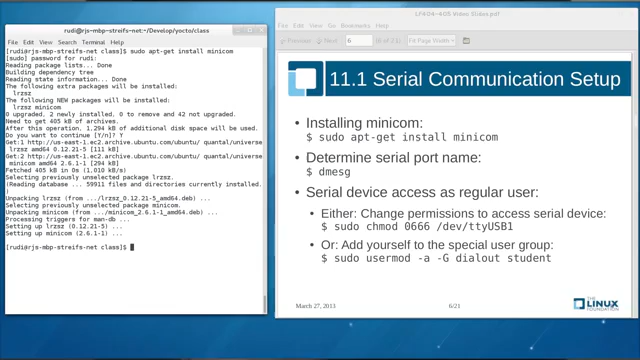 rudi@rjs-mbp-streifs-net:~/Develop/yocto/class
File Edit View Search Terminal Help
[rudi@rjs-mbp-streifs-net class]$ sudo apt-get install minicom
[sudo] password for rudi:
Reading package lists... Done
Building dependency tree
Reading state information... Done
The following extra packages will be installed:
lrzsz
The following NEW packages will be installed:
lrzsz minicom
0 upgraded, 2 newly installed, 0 to remove and 42 not upgraded.
Need to get 405 kB of archives.
After this operation, 1,294 kB of additional disk space will be used.
Do you want to continue [Y/n]? Y
Get:1 http://us-east-1.ec2.archive.ubuntu.com/ubuntu/ quantal/universe
lrzsz amd64 0.12.21-5 [111 kB]
Get:2 http://us-east-1.ec2.archive.ubuntu.com/ubuntu/ quantal/universe
minicom amd64 2.6.1-1 [294 kB]
Fetched 405 kB in 0s (1,010 kB/s)
Selecting previously unselected package lrzsz.
(Reading database ... 59911 files and directories currently installed.
)
Unpacking lrzsz (from .../lrzsz_0.12.21-5_amd64.deb) ...
Selecting previously unselected package minicom.
Unpacking minicom (from .../minicom_2.6.1-1_amd64.deb) ...
Processing triggers for man-db ...
Setting up lrzsz (0.12.21-5) ...
Setting up minicom (2.6.1-1) ...
[rudi@rjs-mbp-streifs-net class]$
LF404-405 Video Slides.pdf
File Edit View Go Bookmarks Help
Previous Next 6 (6 of 21) Fit Page Width
11.1 Serial Communication Setup
• Installing minicom:
$ sudo apt-get install minicom
• Determine serial port name:
$ dmesg
• Serial device access as regular user:
• Either: Change permissions to access serial device:
$ sudo chmod 0666 /dev/ttyUSB1
• Or: Add yourself to the special user group:
$ sudo usermod -a -G dialout student
March 27, 2013 6/21
THE LINUX FOUNDATION